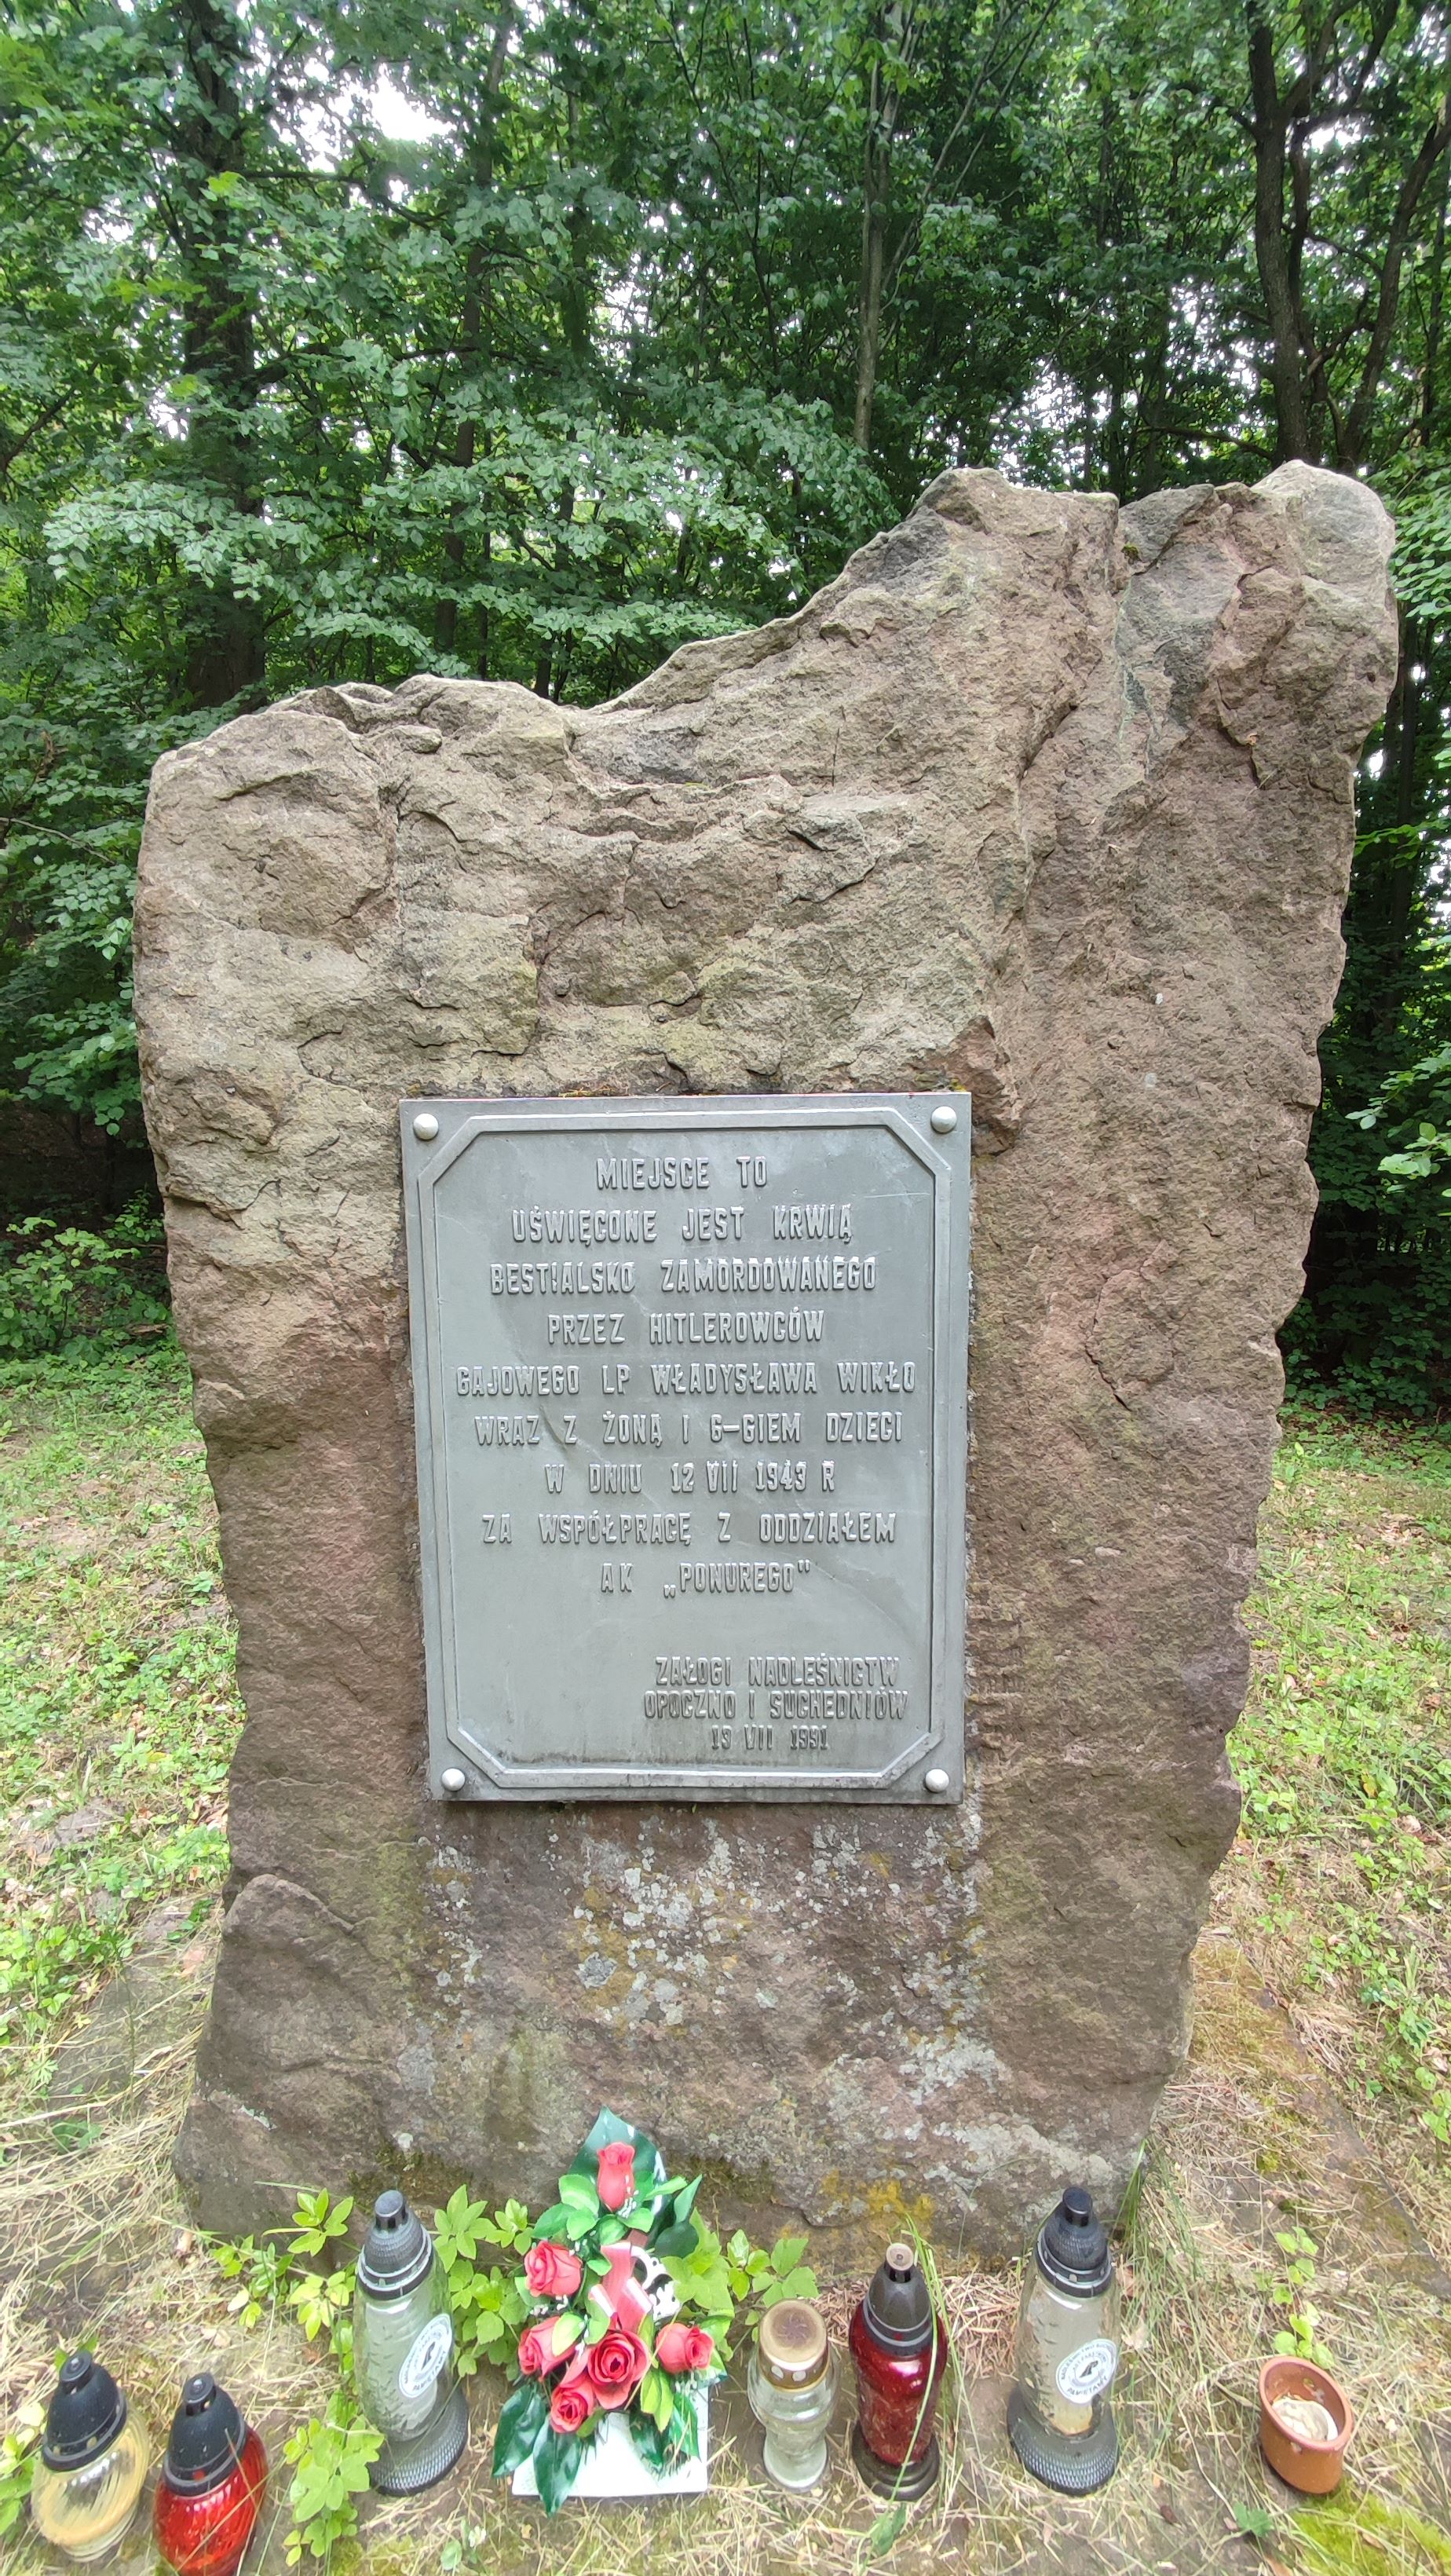 MIEJSCE TO
UŚWIĘCONE JEST KRWIĄ
BESTIALSKO ZAMORDOWANEGO
PRZEZ HITLEROWCÓW
GAJOWEGO LP WŁADYSŁAWA WIKŁO
WRAZ Z ŻONĄ I 6-GIEM DZIECI
W DNIU 12 VII 1943 R
ZA WSPÓŁPRACĘ Z ODDZIAŁEM
AK „PONUREGO"
ZAŁOGI NADLEŚNICTW
OPOCZNO I SUCHEDNIÓW
13 VII 1991